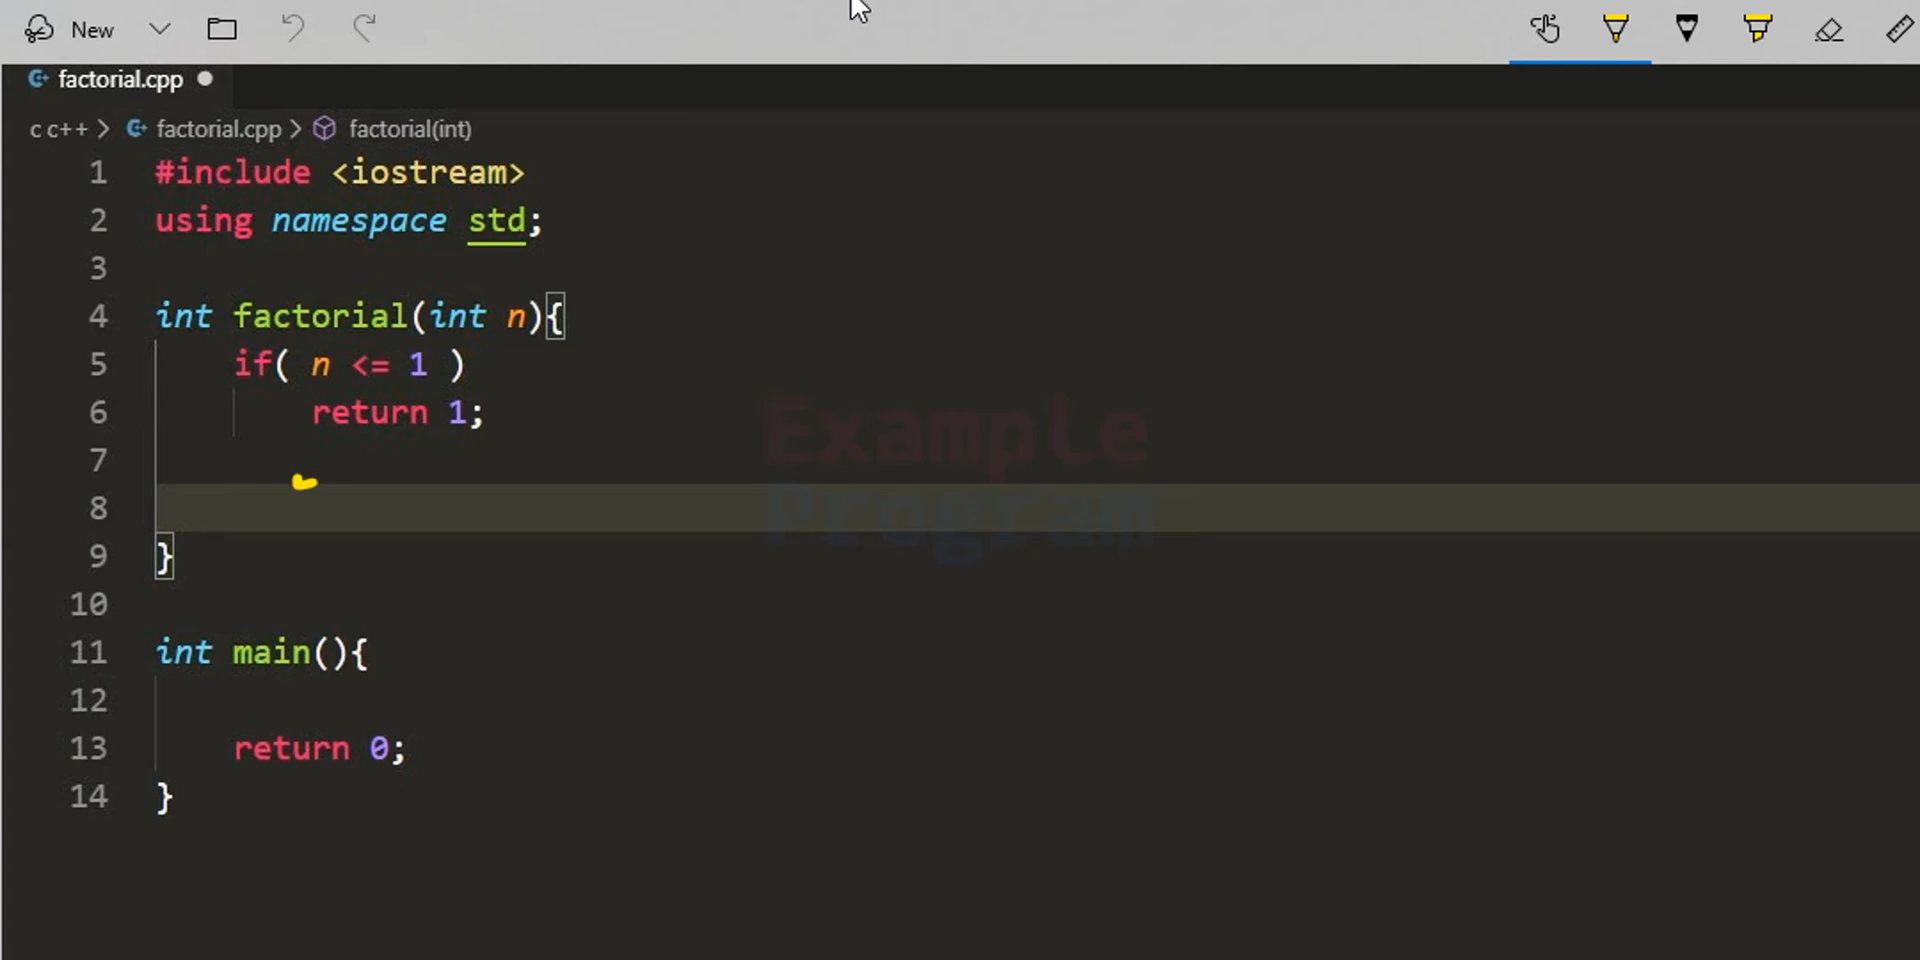 New
factorial.cpp
c c++ > factorial.cpp > factorial(int)
1 #include <iostream>
2 using namespace std;
3
4 int factorial(int n){
5 if( n <= 1 )
6 return 1;
7
8
9 }
10
11 int main(){
12
13 return 0;
14 }
Example
Program